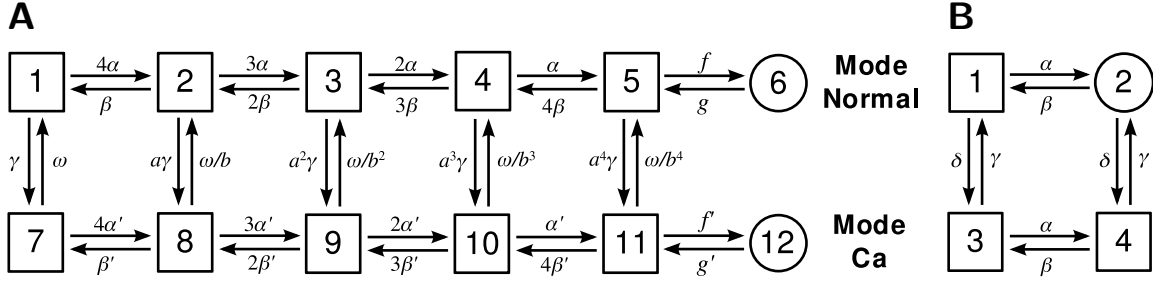 A B
4α 3α 2α α f
1 2 3 4 5 6 Mode Normal
β 2β 3β 4β g
γ ω aγ ω/b a²γ ω/b² a³γ ω/b³ a⁴γ ω/b⁴
4α′ 3α′ 2α′ α′ f′
7 8 9 10 11 12 Mode Ca
β′ 2β′ 3β′ 4β′ g′
α
1 2
β
δ γ δ γ
α
3 4
β